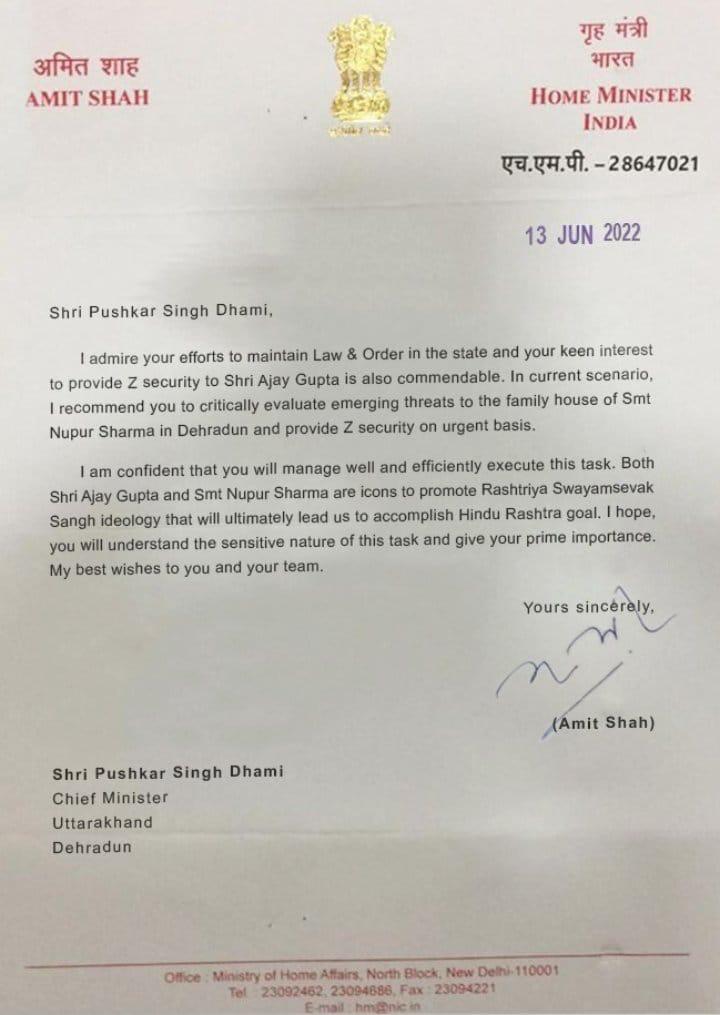 अमित शाह
AMIT SHAH
गृह मंत्री
भारत
HOME MINISTER
INDIA
एच.एम.पी. – 28647021
13 JUN 2022
Shri Pushkar Singh Dhami,
I admire your efforts to maintain Law & Order in the state and your keen interest
to provide Z security to Shri Ajay Gupta is also commendable. In current scenario,
I recommend you to critically evaluate emerging threats to the family house of Smt
Nupur Sharma in Dehradun and provide Z security on urgent basis.
I am confident that you will manage well and efficiently execute this task. Both
Shri Ajay Gupta and Smt Nupur Sharma are icons to promote Rashtriya Swayamsevak
Sangh ideology that will ultimately lead us to accomplish Hindu Rashtra goal. I hope,
you will understand the sensitive nature of this task and give your prime importance.
My best wishes to you and your team.
Yours sincerely,
(Amit Shah)
Shri Pushkar Singh Dhami
Chief Minister
Uttarakhand
Dehradun
Office : Ministry of Home Affairs, North Block, New Delhi-110001
Tel : 23092462, 23094686, Fax : 23094221
E-mail : hm@nic.in